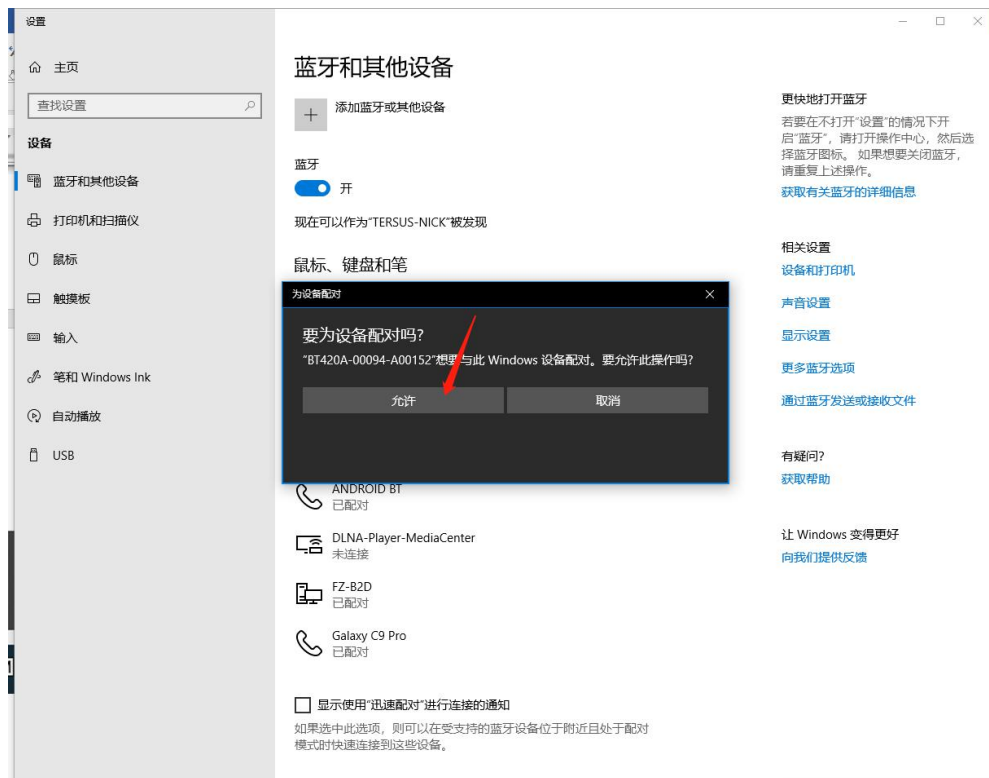 设置
主页
查找设置
设备
蓝牙和其他设备
打印机和扫描仪
鼠标
触摸板
输入
笔和 Windows Ink
自动播放
USB
蓝牙和其他设备
添加蓝牙或其他设备
蓝牙
开
现在可以作为"TERSUS-NICK"被发现
鼠标、键盘和笔
为设备配对
要为设备配对吗?
"BT420A-00094-A00152"想要与此 Windows 设备配对。要允许此操作吗?
允许
取消
ANDROID BT
已配对
DLNA-Player-MediaCenter
未连接
FZ-B2D
已配对
Galaxy C9 Pro
已配对
显示使用"迅速配对"进行连接的通知
如果选中此选项，则可以在受支持的蓝牙设备位于附近且处于配对
模式时快速连接到这些设备。
更快地打开蓝牙
若要在不打开"设置"的情况下开
启"蓝牙"，请打开操作中心，然后选
择蓝牙图标。 如果想要关闭蓝牙，
请重复上述操作。
获取有关蓝牙的详细信息
相关设置
设备和打印机
声音设置
显示设置
更多蓝牙选项
通过蓝牙发送或接收文件
有疑问?
获取帮助
让 Windows 变得更好
向我们提供反馈